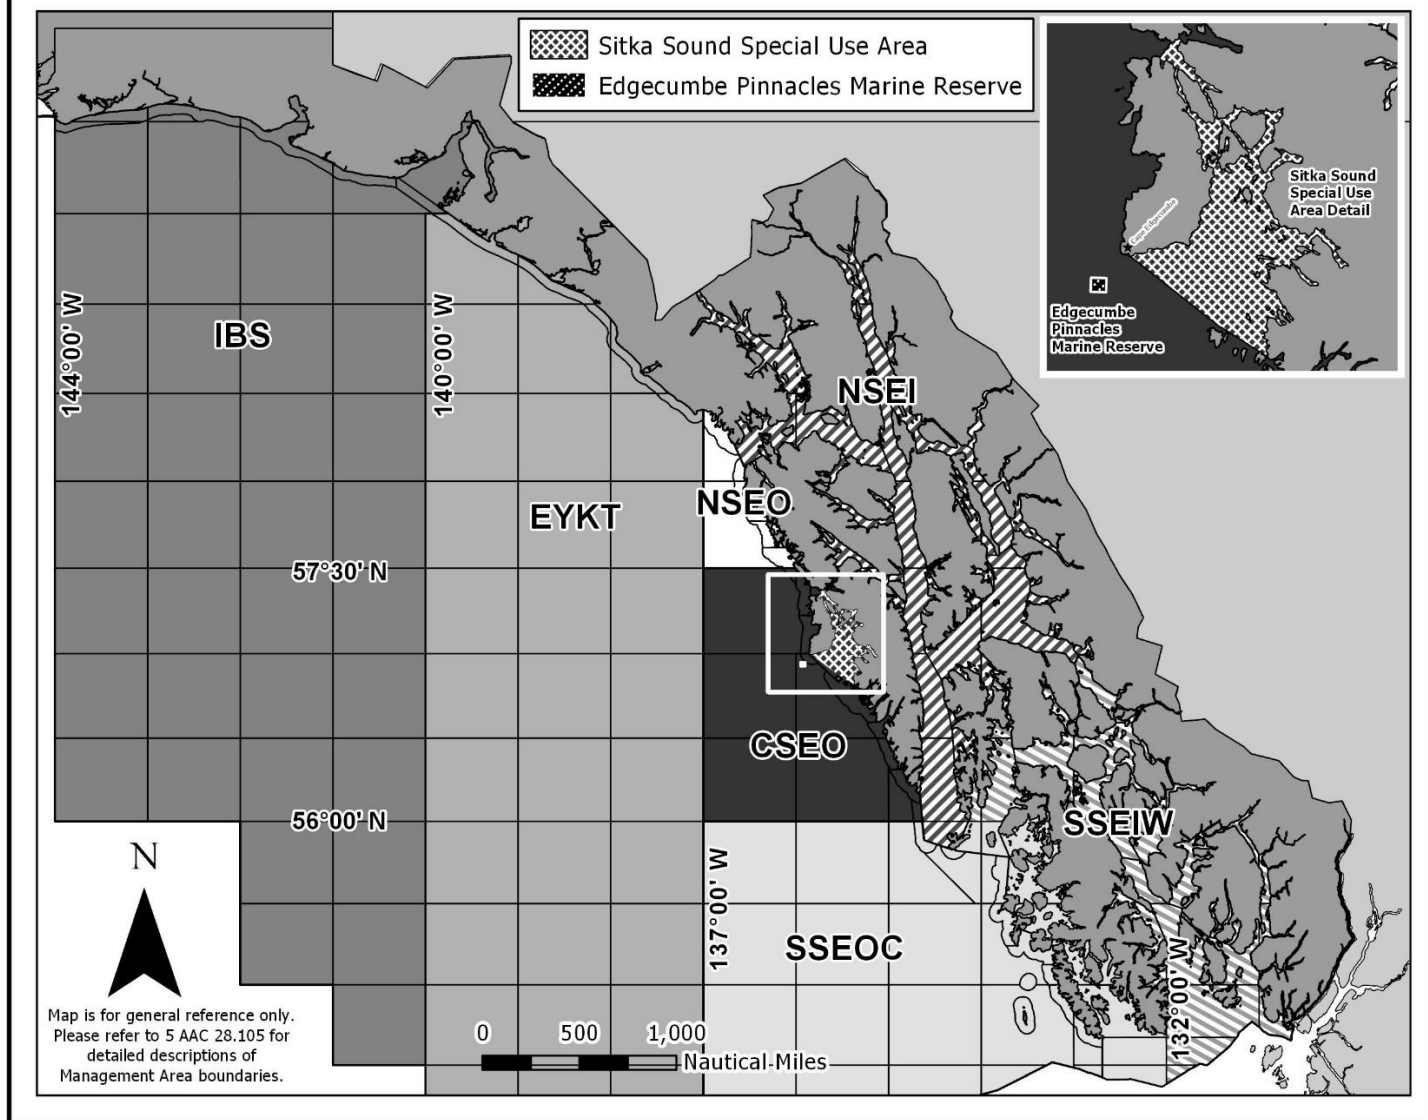 Sitka Sound Special Use Area
Edgecumbe Pinnacles Marine Reserve
Sitka Sound
Special Use
Area Detail
Cape Edgecumbe
Edgecumbe
Pinnacles
Marine Reserve
144°00' W
IBS
140°00' W
NSEI
EYKT
NSEO
57°30' N
CSEO
56°00' N
SSEIW
N
137°00' W
SSEOC
132°00' W
Map is for general reference only.
Please refer to 5 AAC 28.105 for
detailed descriptions of
Management Area boundaries.
0 500 1,000
Nautical Miles